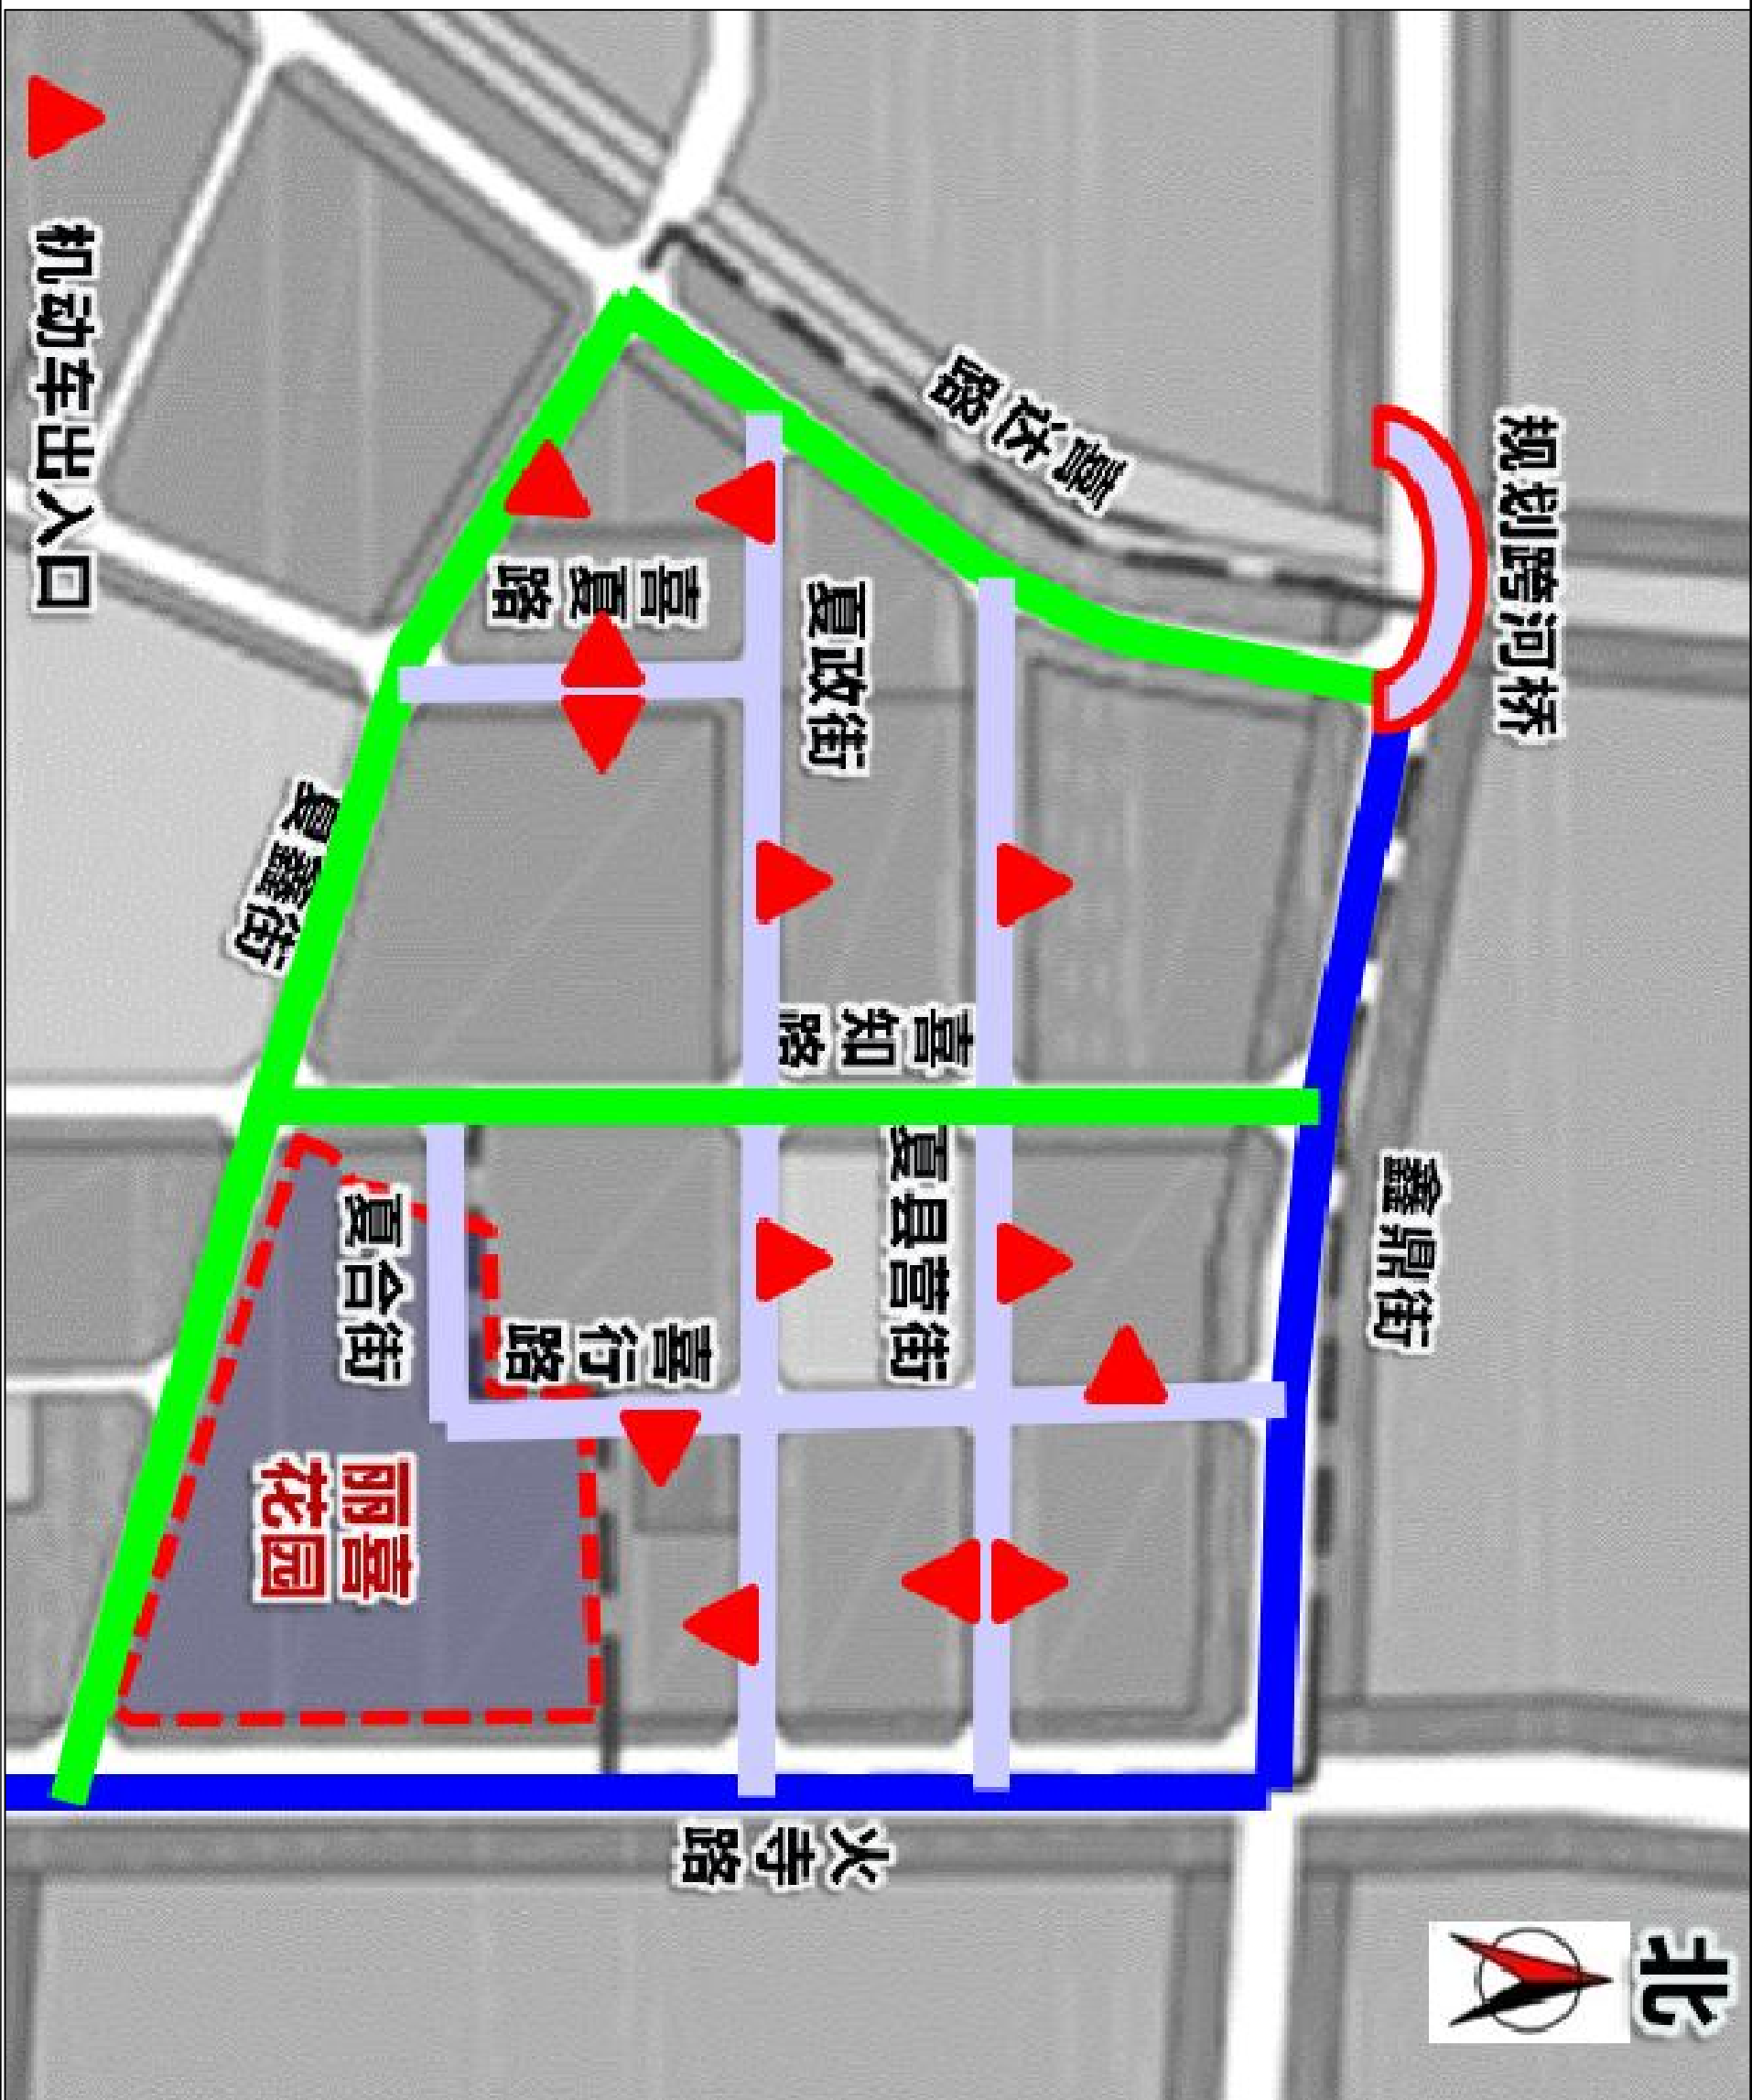 北
规划跨河桥
鑫鼎街
喜达路
夏县营街
喜知路
夏政街
火寺路
喜夏路
喜行路
夏合街
丽喜
花园
夏鑫街
机动车出入口